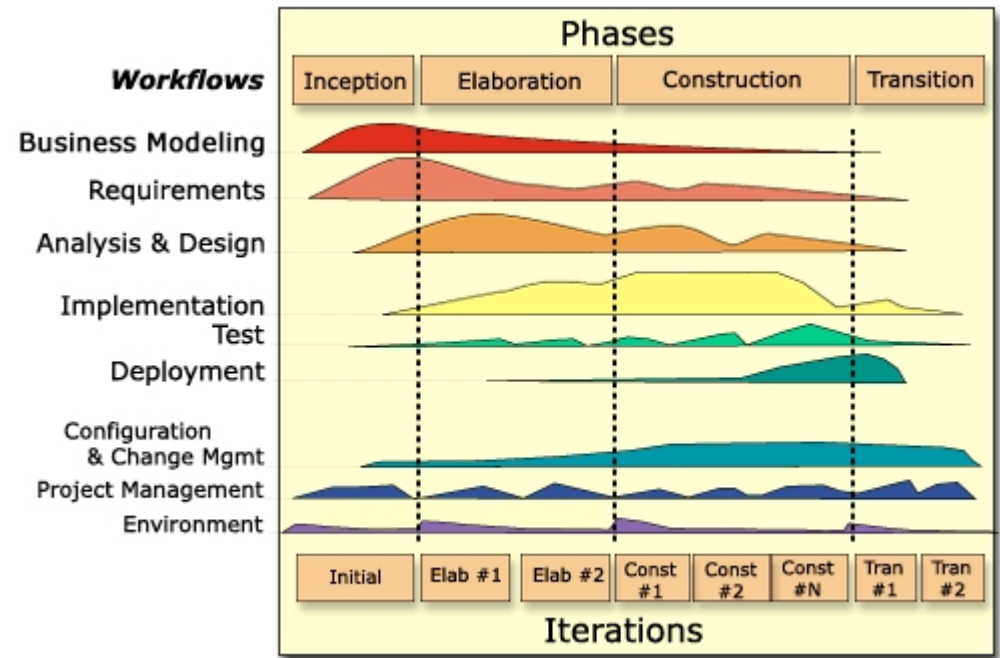 Phases
Workflows
Inception
Elaboration
Construction
Transition
Business Modeling
Requirements
Analysis & Design
Implementation
Test
Deployment
Configuration
& Change Mgmt
Project Management
Environment
Initial
Elab #1
Elab #2
Const
#1
Const
#2
Const
#N
Tran
#1
Tran
#2
Iterations